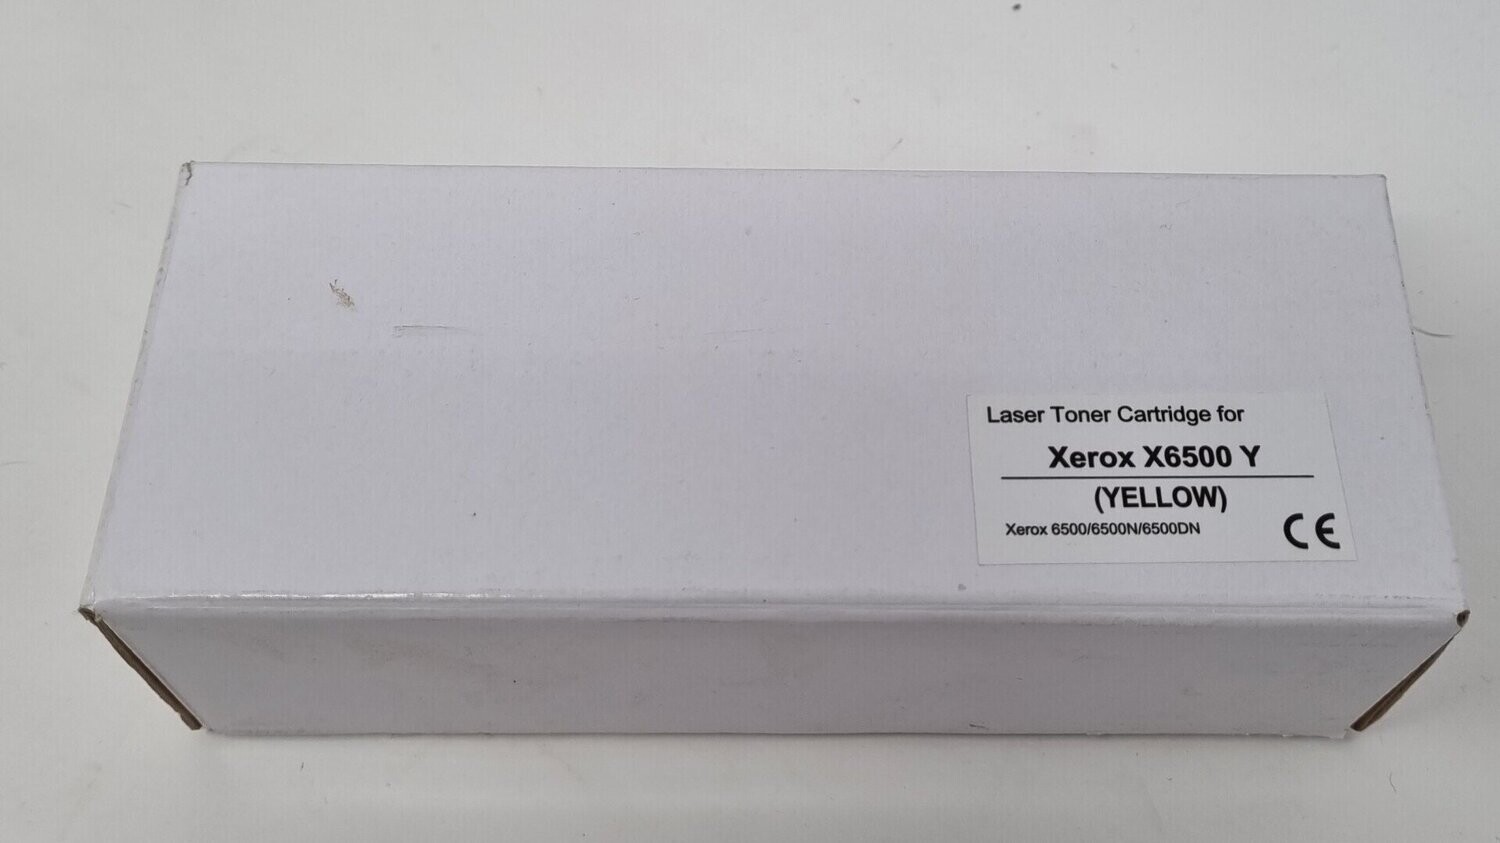 Laser Toner Cartridge for
Xerox X6500 Y
(YELLOW)
Xerox 6500/6500N/6500DN
CE